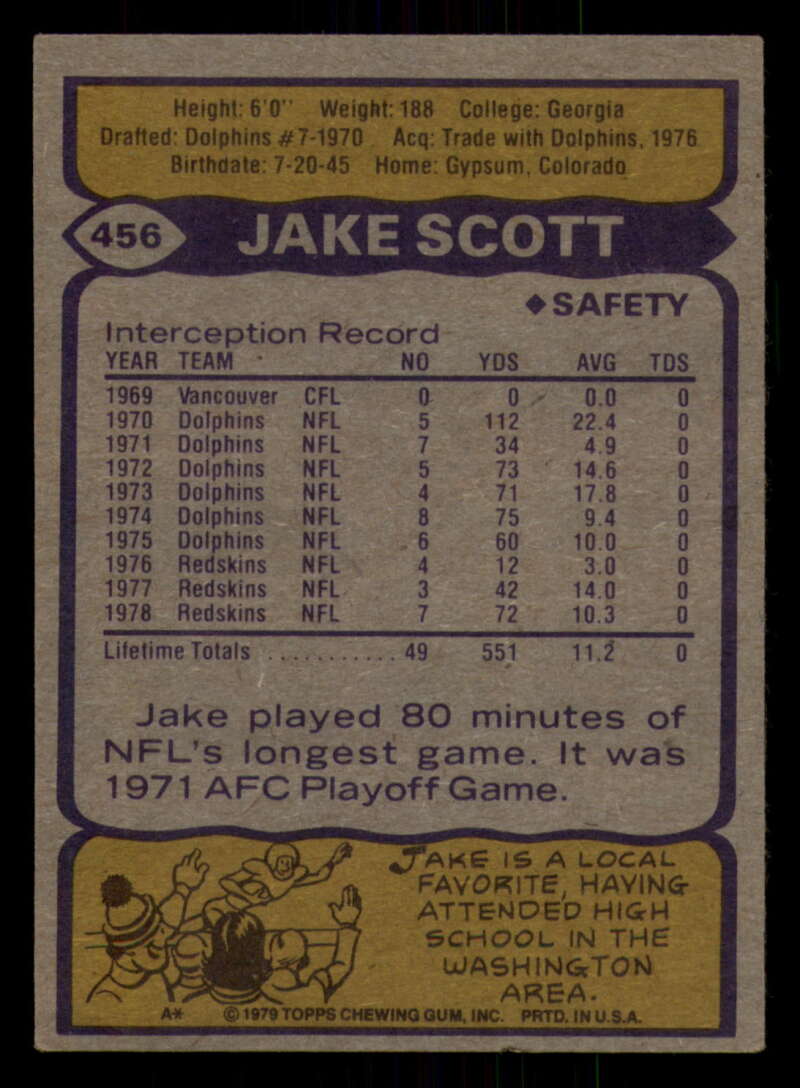 Height: 6'0" Weight: 188 College: Georgia
Drafted: Dolphins #7-1970 Acq: Trade with Dolphins, 1976
Birthdate: 7-20-45 Home: Gypsum, Colorado
456 JAKE SCOTT
◆SAFETY
Interception Record
YEAR TEAM NO YDS AVG TDS
1969 Vancouver CFL 0 0 0.0 0
1970 Dolphins NFL 5 112 22.4 0
1971 Dolphins NFL 7 34 4.9 0
1972 Dolphins NFL 5 73 14.6 0
1973 Dolphins NFL 4 71 17.8 0
1974 Dolphins NFL 8 75 9.4 0
1975 Dolphins NFL 6 60 10.0 0
1976 Redskins NFL 4 12 3.0 0
1977 Redskins NFL 3 42 14.0 0
1978 Redskins NFL 7 72 10.3 0
Lifetime Totals ........... 49 551 11.2 0
Jake played 80 minutes of
NFL's longest game. It was
1971 AFC Playoff Game.
JAKE IS A LOCAL
FAVORITE, HAVING
ATTENDED HIGH
SCHOOL IN THE
WASHINGTON
AREA.
A* © 1979 TOPPS CHEWING GUM, INC. PRTD. IN U.S.A.